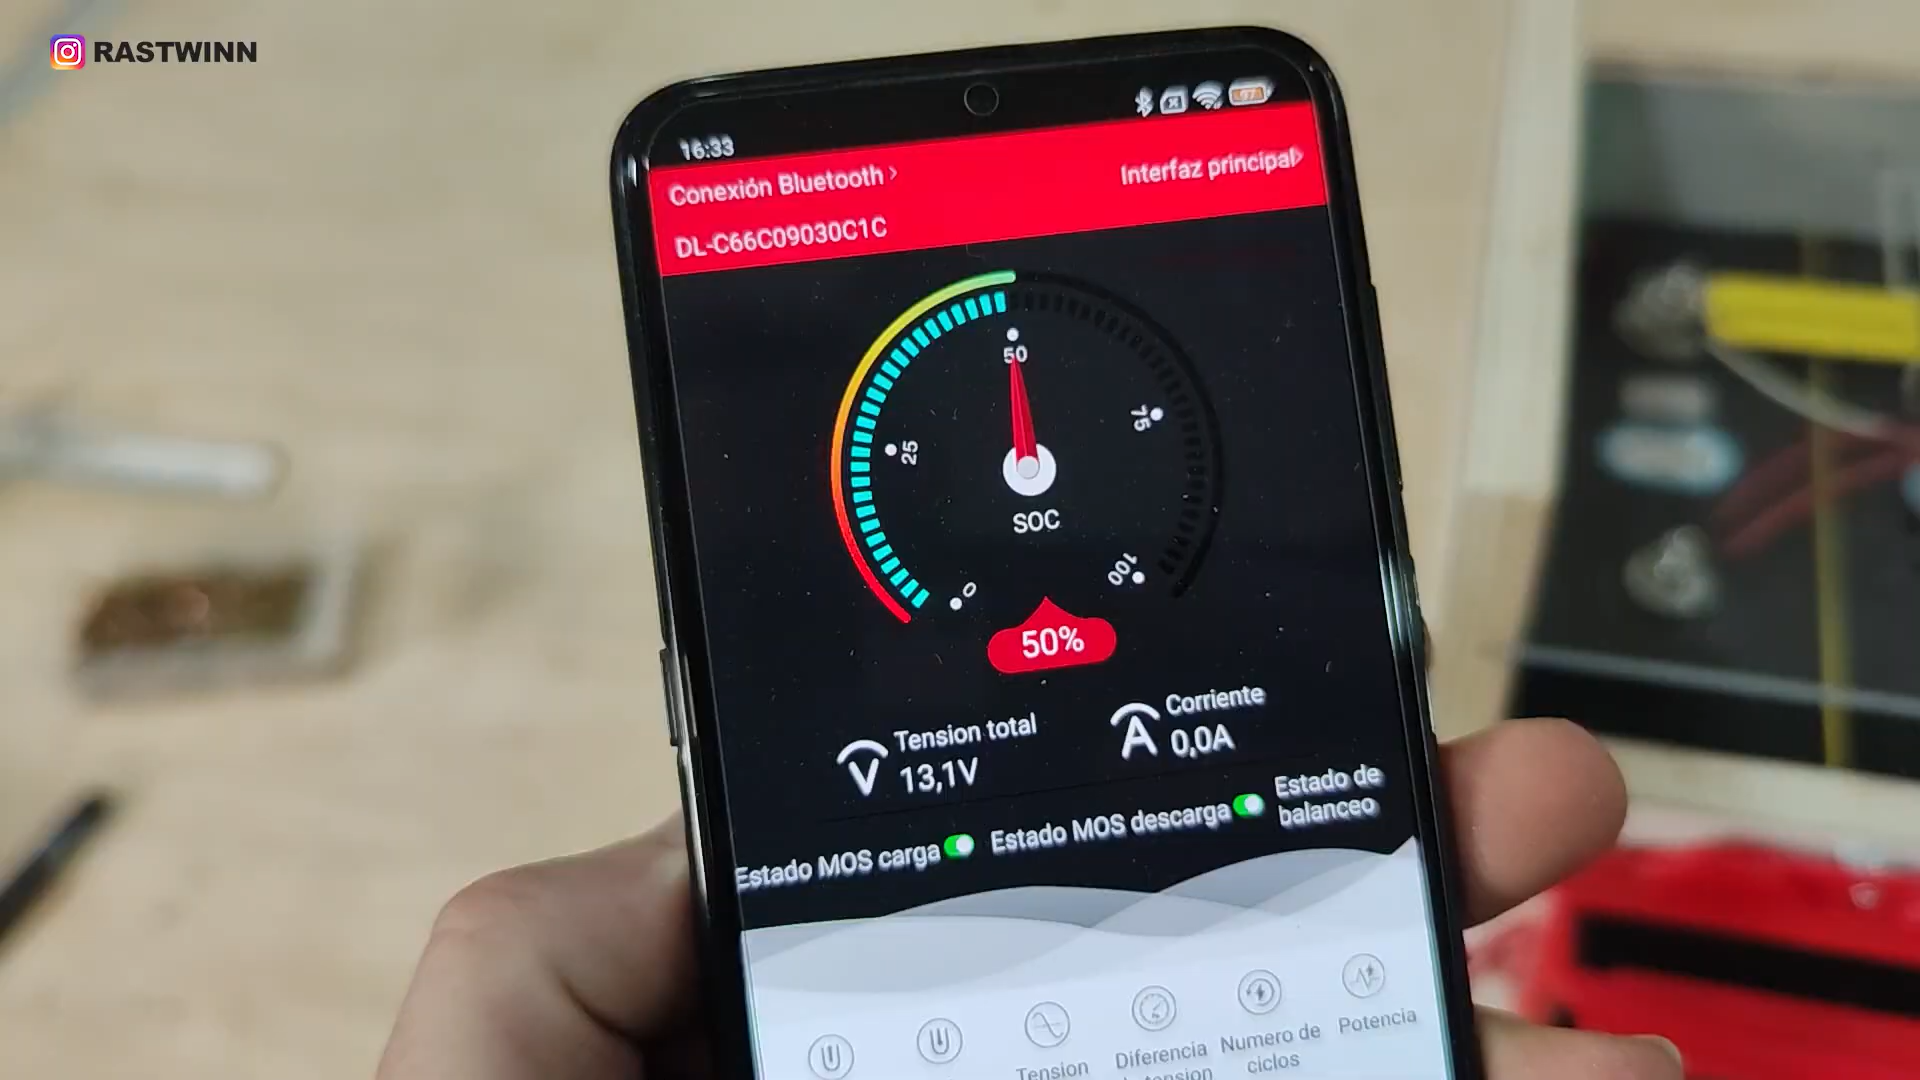 RASTWINN
97
16:33
Conexión Bluetooth
Interfaz principal
DL-C66C09030C1C
50
25
75
SOC
0
100
50%
Tension total
13,1V
Corriente
0,0A
Estado MOS carga
Estado MOS descarga
Estado de
balanceo
Tension
Diferencia
tension
Numero de
ciclos
Potencia